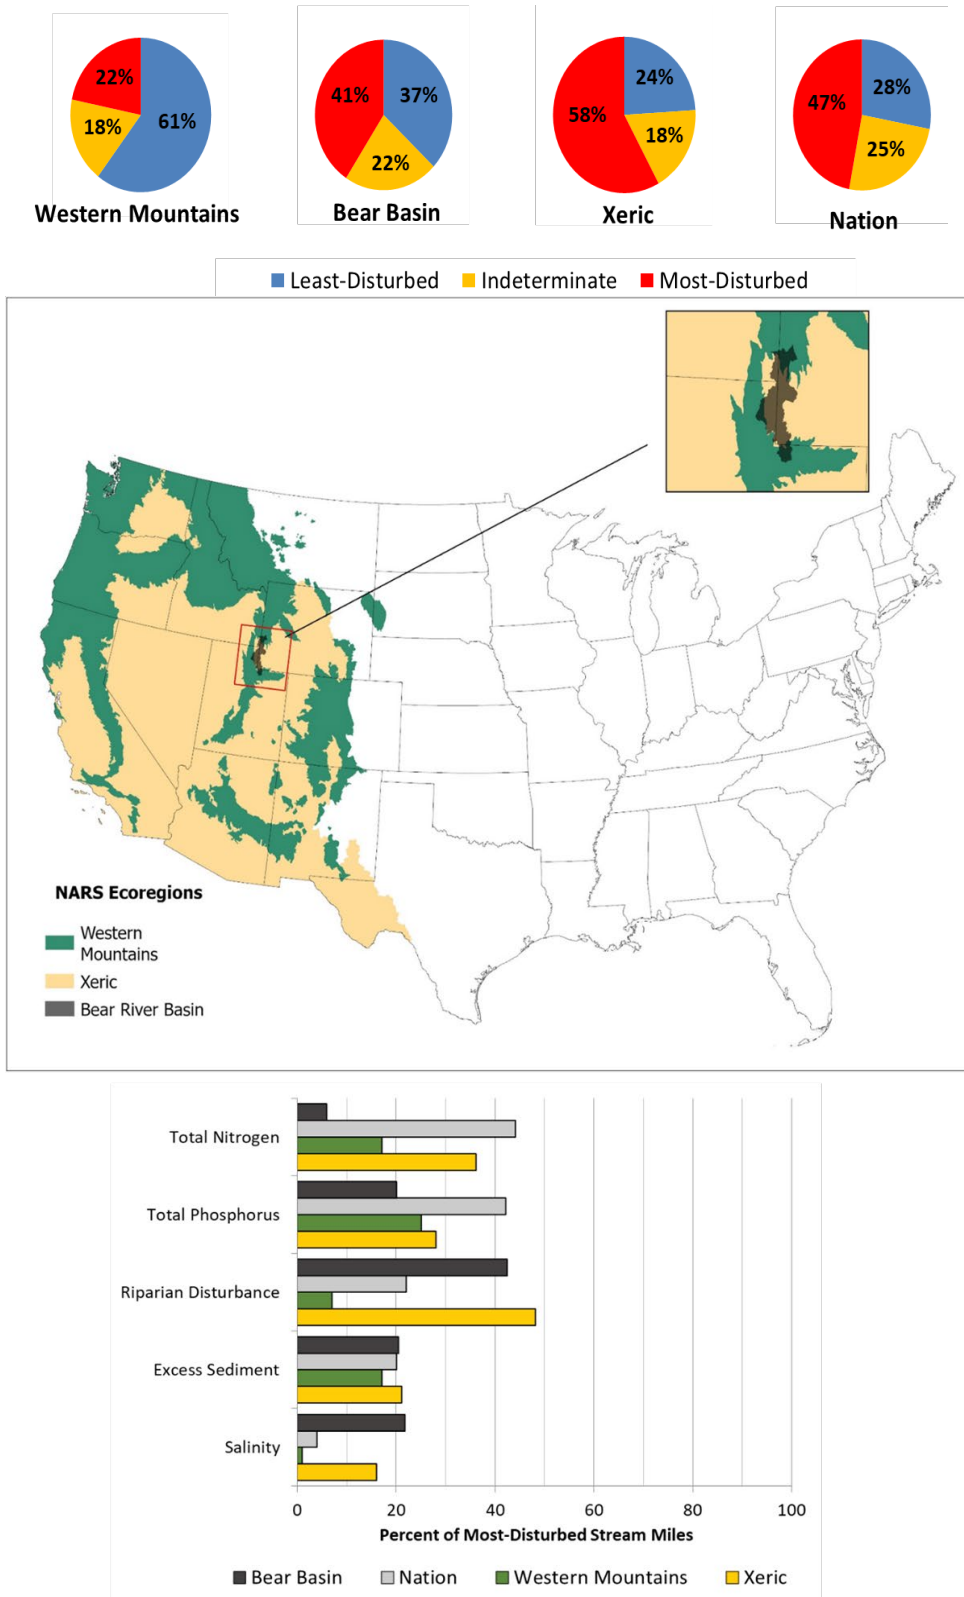 22%
18%
61%
Western Mountains
41%
37%
22%
Bear Basin
58%
24%
18%
Xeric
47%
28%
25%
Nation
Least-Disturbed Indeterminate Most-Disturbed
NARS Ecoregions
Western
Mountains
Xeric
Bear River Basin
Total Nitrogen
Total Phosphorus
Riparian Disturbance
Excess Sediment
Salinity
0 20 40 60 80 100
Percent of Most-Disturbed Stream Miles
Bear Basin Nation Western Mountains Xeric